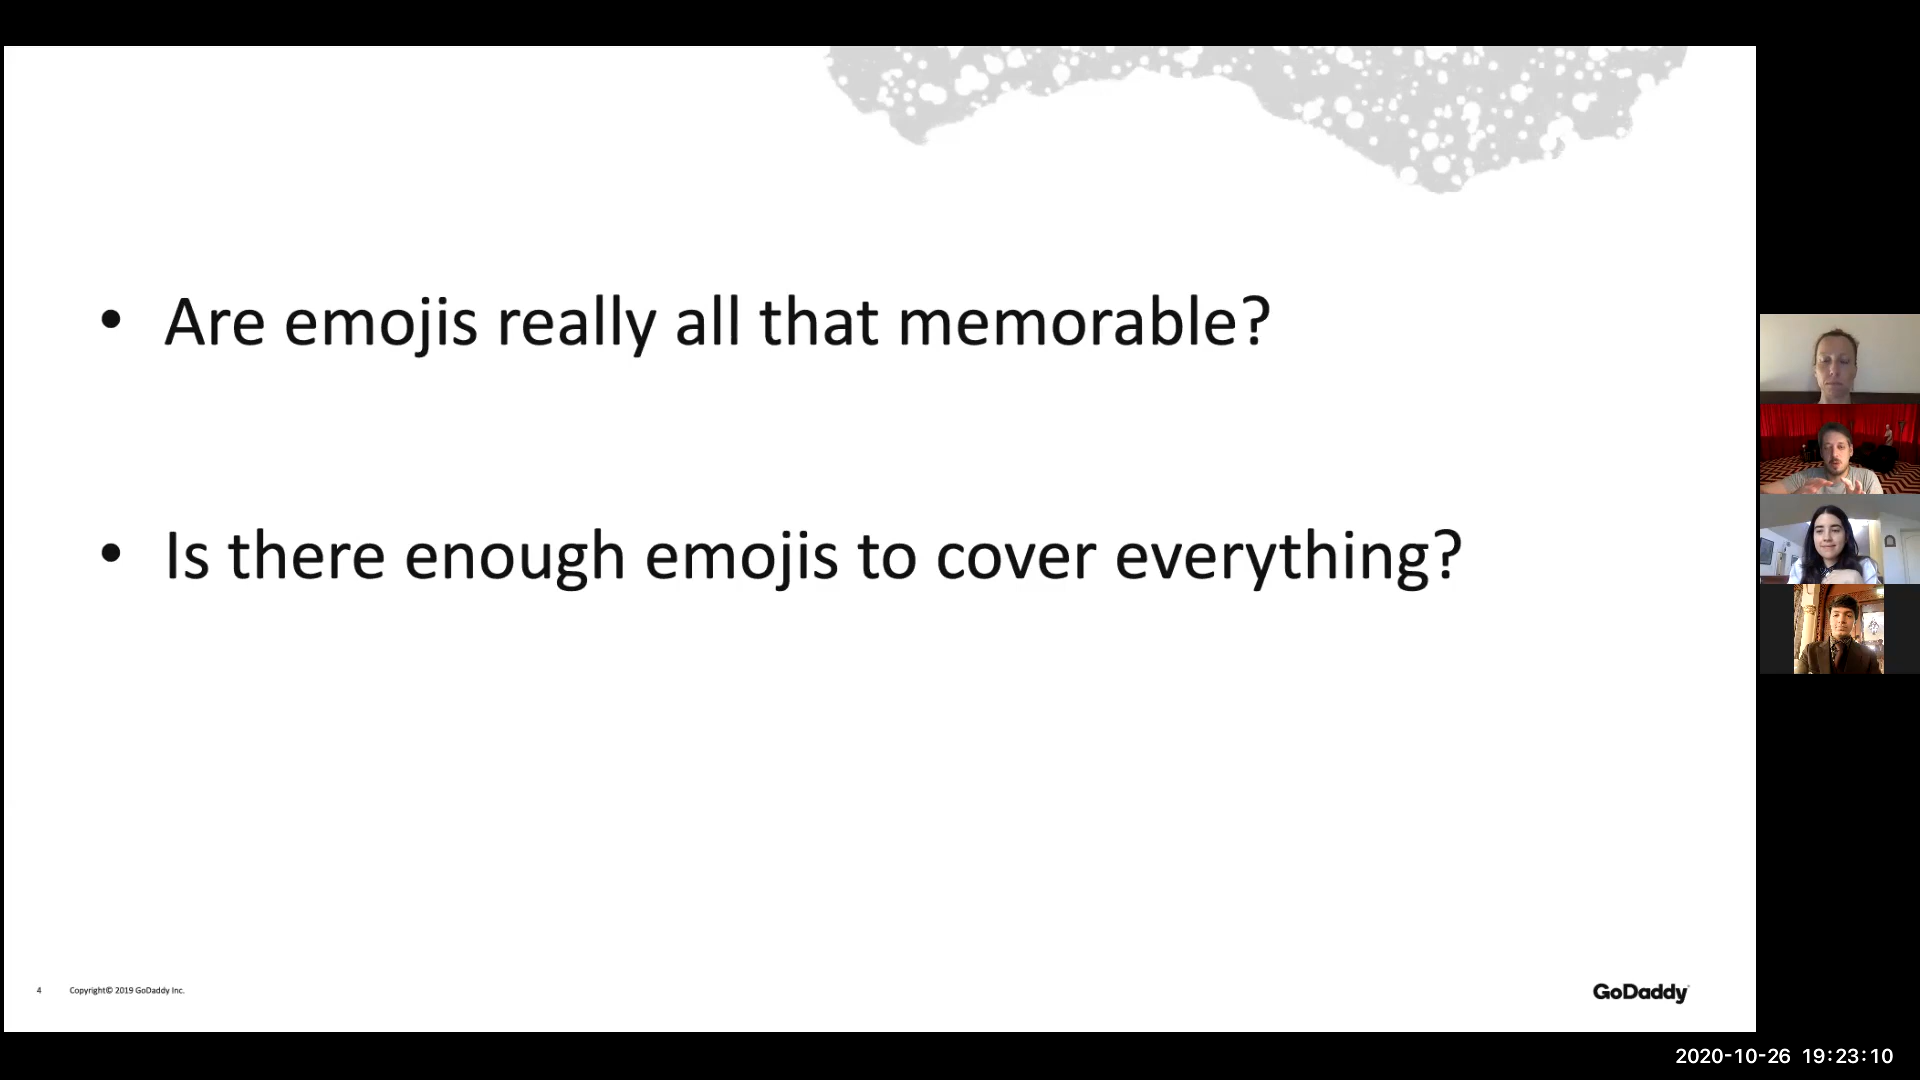 • Are emojis really all that memorable?
• Is there enough emojis to cover everything?
4 Copyright© 2019 GoDaddy Inc.
GoDaddy
2020-10-26 19:23:10